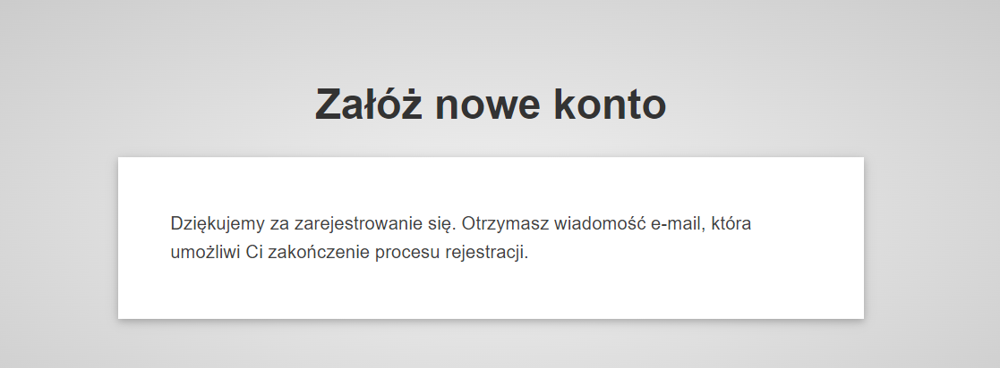 Załóż nowe konto
Dziękujemy za zarejestrowanie się. Otrzymasz wiadomość e-mail, która
umożliwi Ci zakończenie procesu rejestracji.